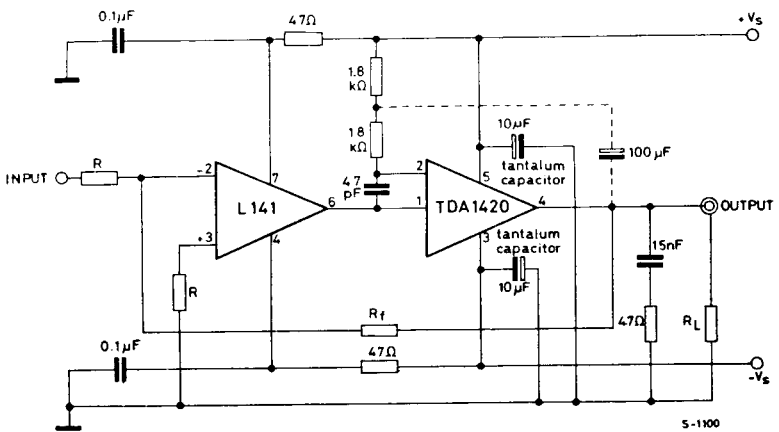 0.1µF
47Ω
+Vs
1.8
kΩ
1.8
kΩ
10µF
tantalum
capacitor
100µF
INPUT
R
-2
7
L141
6
47
pF
2
1
5
TDA1420
4
OUTPUT
+3
4
3
tantalum
capacitor
10µF
15nF
R
Rf
47Ω
RL
0.1µF
47Ω
-Vs
S-1100